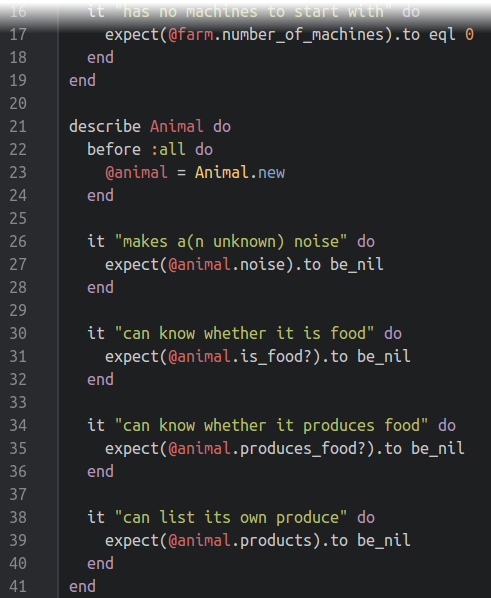 16 it "has no machines to start with" do
17 expect(@farm.number_of_machines).to eql 0
18 end
19 end
20
21 describe Animal do
22 before :all do
23 @animal = Animal.new
24 end
25
26 it "makes a(n unknown) noise" do
27 expect(@animal.noise).to be_nil
28 end
29
30 it "can know whether it is food" do
31 expect(@animal.is_food?).to be_nil
32 end
33
34 it "can know whether it produces food" do
35 expect(@animal.produces_food?).to be_nil
36 end
37
38 it "can list its own produce" do
39 expect(@animal.products).to be_nil
40 end
41 end